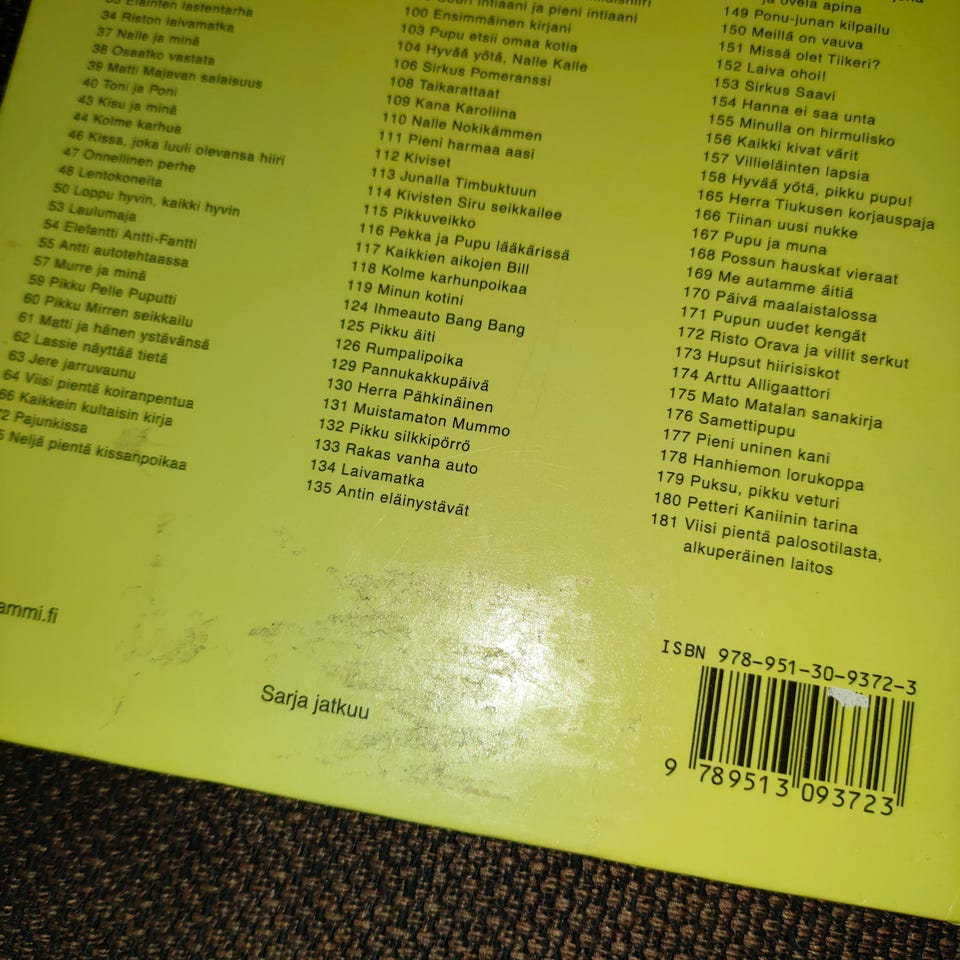 Eläinten lastentarha
34 Riston laivamatka
37 Nalle ja minä
38 Osaatko vastata
39 Matti Majavan salaisuus
40 Toni ja Poni
43 Kisu ja minä
44 Kolme karhua
46 Kissa, joka luuli olevansa hiiri
47 Onnellinen perhe
48 Lentokoneita
50 Loppu hyvin, kaikki hyvin
53 Laulumaja
54 Elefantti Antti-Fantti
55 Antti autotehtaassa
57 Murre ja minä
59 Pikku Pelle Puputti
60 Pikku Mirren seikkailu
61 Matti ja hänen ystävänsä
62 Lassie näyttää tietä
63 Jere jarruvaunu
64 Viisi pientä koiranpentua
66 Kaikkein kultaisin kirja
2 Pajunkissa
5 Neljä pientä kissanpoikaa
ammi.fi
intiaani ja pieni intiaani
100 Ensimmäinen kirjani
103 Pupu etsii omaa kotia
104 Hyvää yötä, Nalle Kalle
106 Sirkus Pomeranssi
108 Taikarattaat
109 Kana Karoliina
110 Nalle Nokikämmen
111 Pieni harmaa aasi
112 Kiviset
113 Junalla Timbuktuun
114 Kivisten Siru seikkailee
115 Pikkuveikko
116 Pekka ja Pupu lääkärissä
117 Kaikkien aikojen Bill
118 Kolme karhunpoikaa
119 Minun kotini
124 Ihmeauto Bang Bang
125 Pikku äiti
126 Rumpalipoika
129 Pannukakkupäivä
130 Herra Pähkinäinen
131 Muistamaton Mummo
132 Pikku silkkipörrö
133 Rakas vanha auto
134 Laivamatka
135 Antin eläinystävät
Sarja jatkuu
ja ovela apina
149 Ponu-junan kilpailu
150 Meillä on vauva
151 Missä olet Tiikeri?
152 Laiva ohoi!
153 Sirkus Saavi
154 Hanna ei saa unta
155 Minulla on hirmulisko
156 Kaikki kivat värit
157 Villieläinten lapsia
158 Hyvää yötä, pikku pupu!
165 Herra Tiukusen korjauspaja
166 Tiinan uusi nukke
167 Pupu ja muna
168 Possun hauskat vieraat
169 Me autamme äitiä
170 Päivä maalaistalossa
171 Pupun uudet kengät
172 Risto Orava ja villit serkut
173 Hupsut hiirisiskot
174 Arttu Alligaattori
175 Mato Matalan sanakirja
176 Samettipupu
177 Pieni uninen kani
178 Hanhiemon lorukoppa
179 Puksu, pikku veturi
180 Petteri Kaniinin tarina
181 Viisi pientä palosotilasta,
alkuperäinen laitos
ISBN 978-951-30-9372-3
9 789513 093723